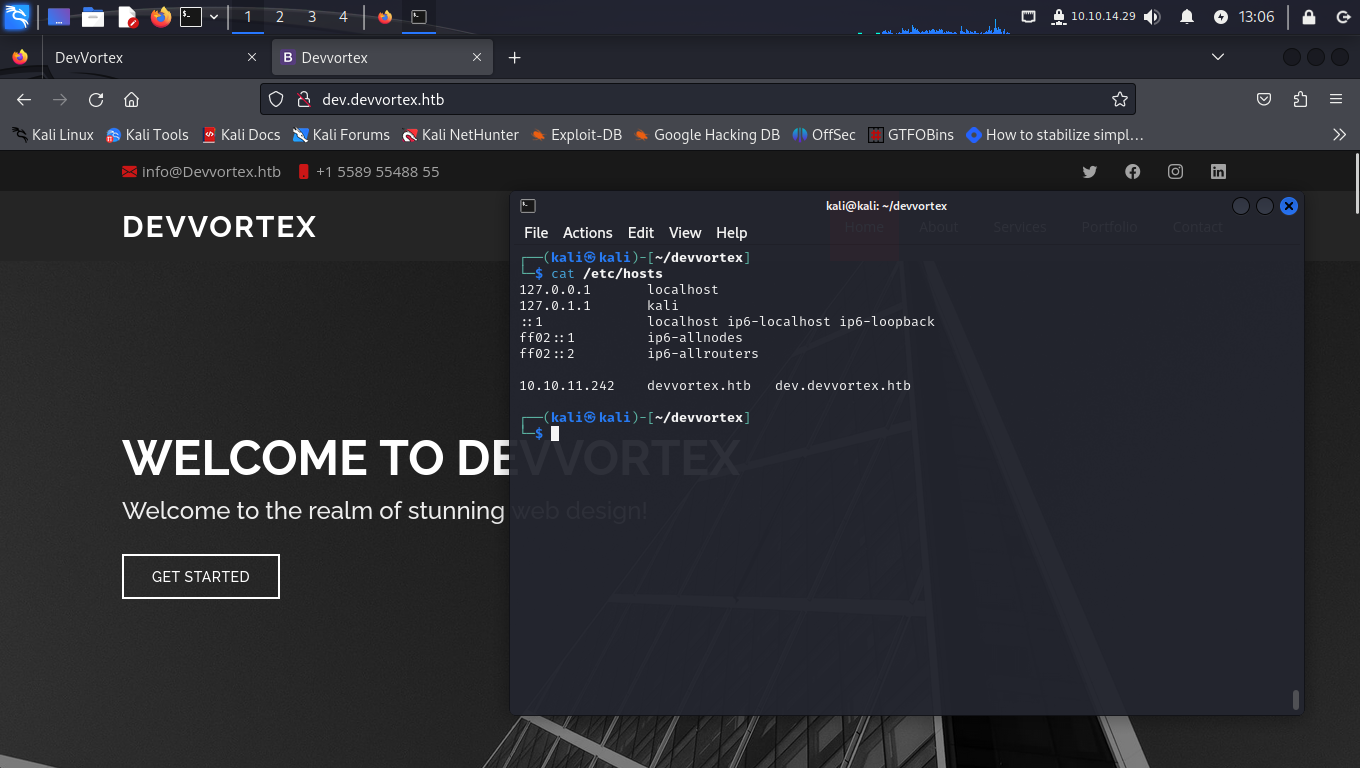 1 2 3 4 10.10.14.29 13:06
DevVortex Devvortex
dev.devvortex.htb
Kali Linux Kali Tools Kali Docs Kali Forums Kali NetHunter Exploit-DB Google Hacking DB OffSec GTFOBins How to stabilize simpl…
info@Devvortex.htb +1 5589 55488 55
kali@kali: ~/devvortex
DEVVORTEX
Home About Services Portfolio Contact
File Actions Edit View Help
┌──(kali㉿kali)-[~/devvortex]
└─$ cat /etc/hosts
127.0.0.1 localhost
127.0.1.1 kali
::1 localhost ip6-localhost ip6-loopback
ff02::1 ip6-allnodes
ff02::2 ip6-allrouters
10.10.11.242 devvortex.htb dev.devvortex.htb
┌──(kali㉿kali)-[~/devvortex]
└─$
WELCOME TO DEVVORTEX
Welcome to the realm of stunning web design!
GET STARTED